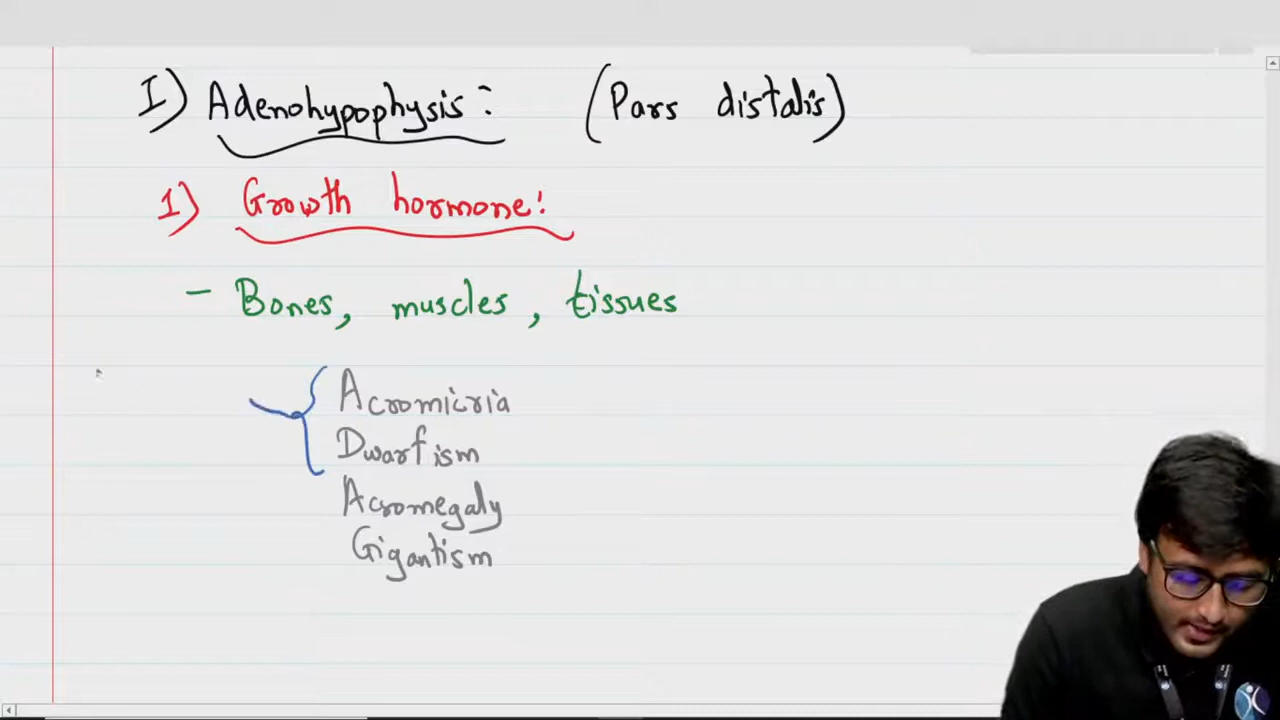 I) Adenohypophysis:- (Pars distalis)
1) Growth hormone:
- Bones, muscles, tissues
Acromicria
Dwarfism
Acromegaly
Gigantism